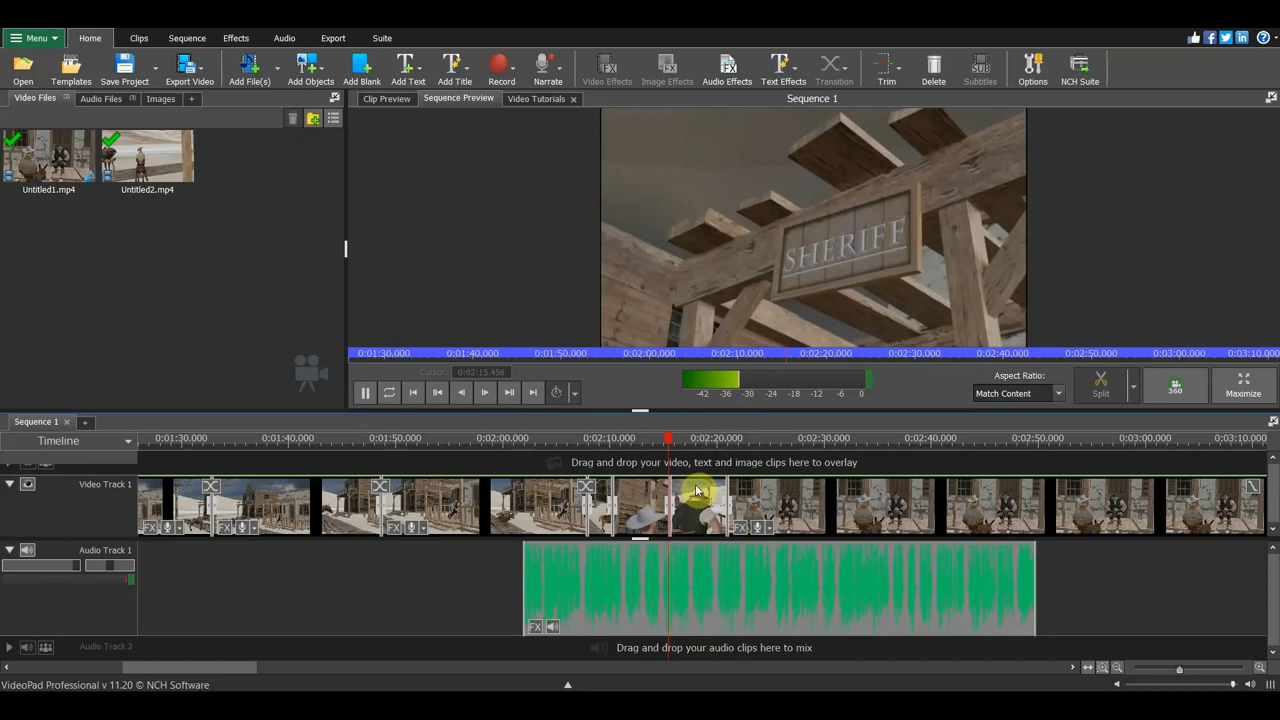 Menu Home Clips Sequence Effects Audio Export Suite
Open Templates Save Project Export Video Add File(s) Add Objects Add Blank Add Text Add Title Record Narrate Video Effects Image Effects Audio Effects Text Effects Transition Trim Delete Subtitles Options NCH Suite
Video Files (2) Audio Files (3) Images + Clip Preview Sequence Preview Video Tutorials Sequence 1
SHERIFF
Untitled1.mp4 Untitled2.mp4
0:01:30,000 0:01:40,000 0:01:50,000 0:02:00,000 0:02:10,000 0:02:20,000 0:02:30,000 0:02:40,000 0:02:50,000 0:03:00,000 0:03:10,000
Cursor: 0:02:15.456
-42 -36 -30 -24 -18 -12 -6 0
Aspect Ratio:
Match Content
Split 360 Maximize
Sequence 1
Timeline 0:01:30,000 0:01:40,000 0:01:50,000 0:02:00,000 0:02:10,000 0:02:20,000 0:02:30,000 0:02:40,000 0:02:50,000 0:03:00,000 0:03:10,000
Drag and drop your video, text and image clips here to overlay
Video Track 1
FX FX FX FX
Audio Track 1
FX
Audio Track 2 Drag and drop your audio clips here to mix
VideoPad Professional v 11.20 © NCH Software